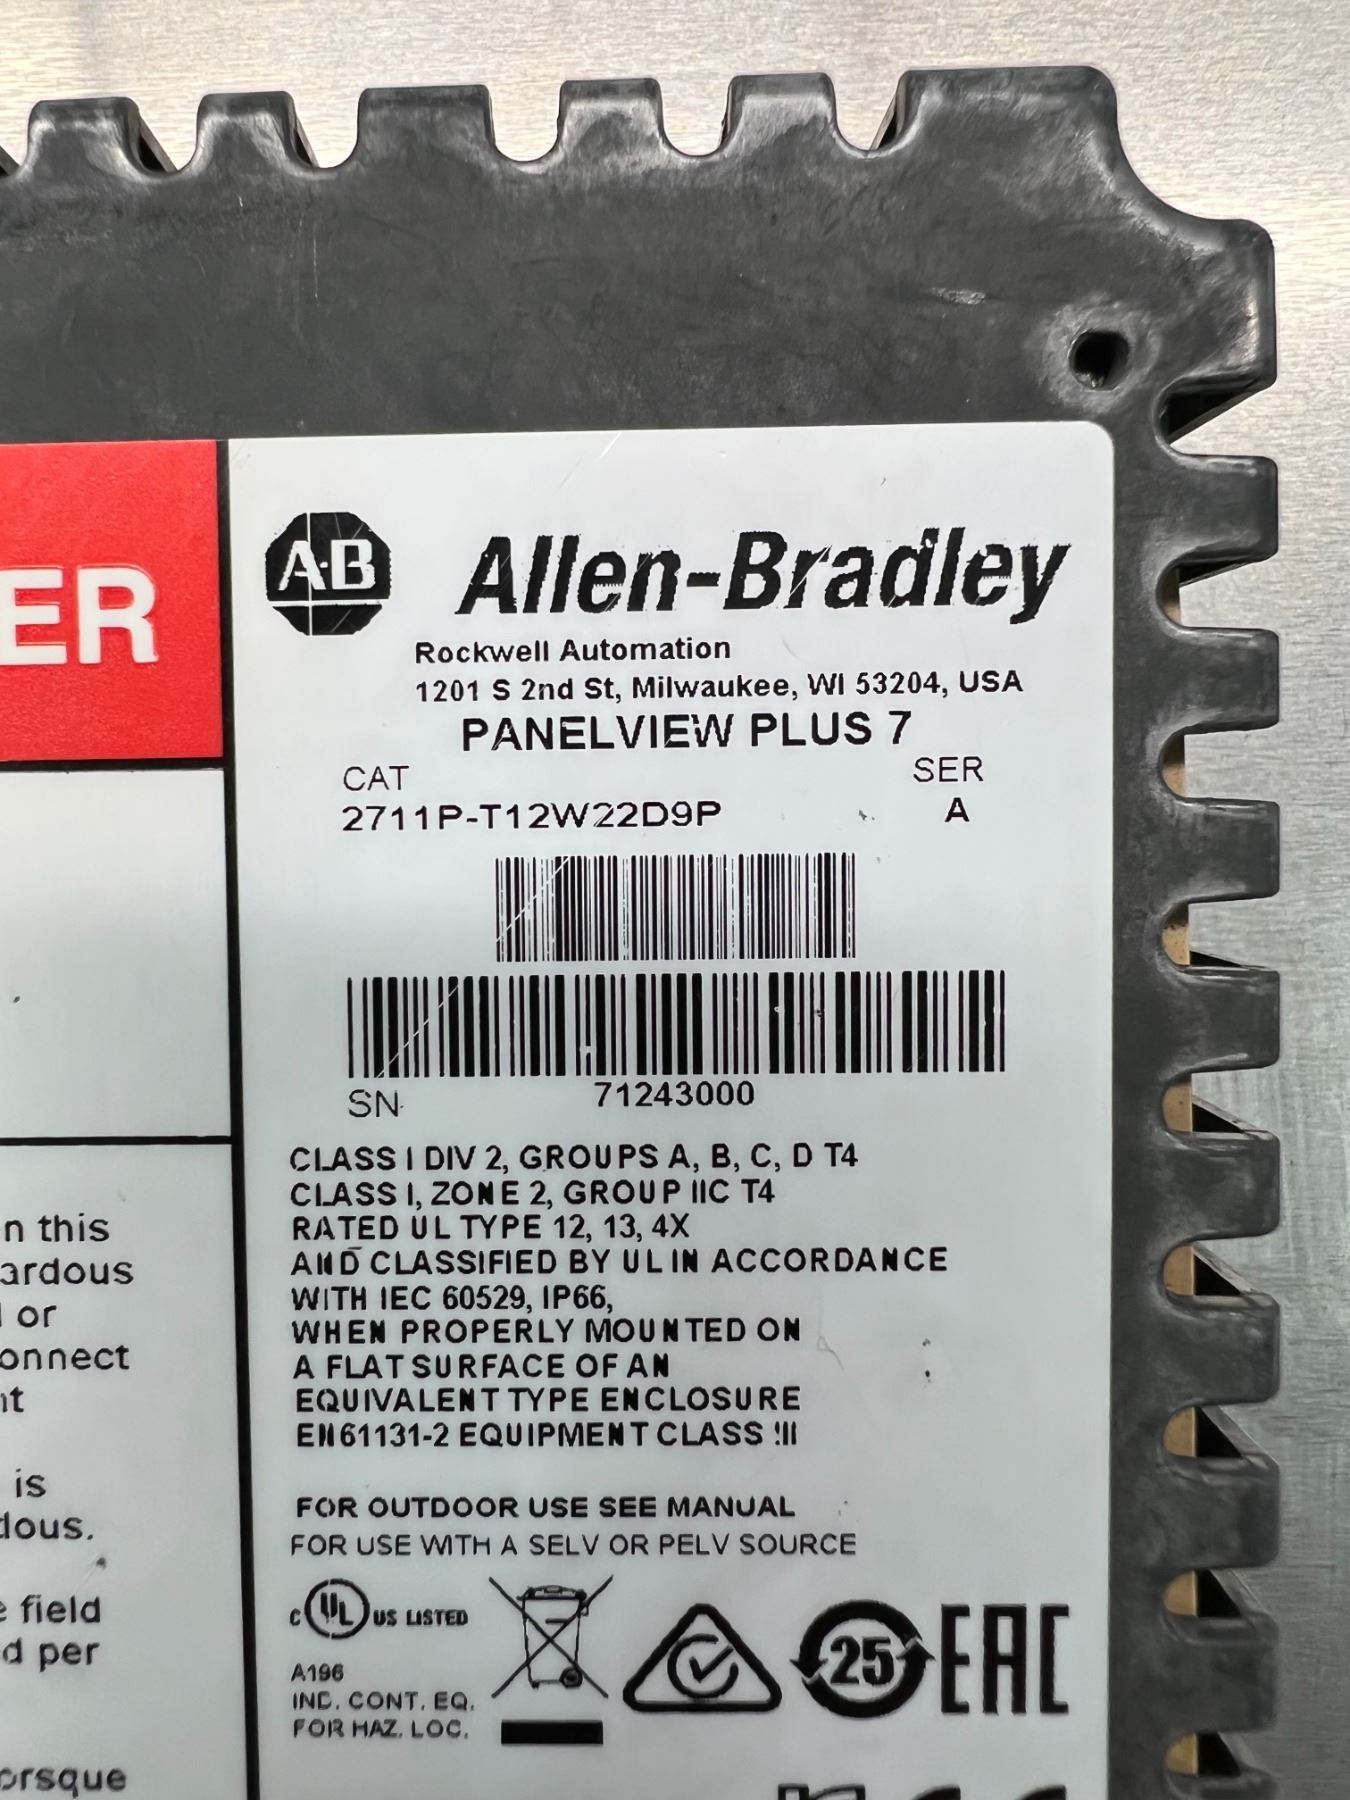 ER
A·B
Allen-Bradley
Rockwell Automation
1201 S 2nd St, Milwaukee, WI 53204, USA
PANELVIEW PLUS 7
CAT
SER
2711P-T12W22D9P
A
SN
71243000
CLASS I DIV 2, GROUPS A, B, C, D T4
CLASS I, ZONE 2, GROUP IIC T4
RATED UL TYPE 12, 13, 4X
AND CLASSIFIED BY UL IN ACCORDANCE
WITH IEC 60529, IP66,
WHEN PROPERLY MOUNTED ON
A FLAT SURFACE OF AN
EQUIVALENT TYPE ENCLOSURE
EN61131-2 EQUIPMENT CLASS III
FOR OUTDOOR USE SEE MANUAL
FOR USE WITH A SELV OR PELV SOURCE
C UL US LISTED
25
EAC
A196
IND. CONT. EQ.
FOR HAZ. LOC.
n this
ardous
or
onnect
nt
is
dous.
e field
d per
orsque